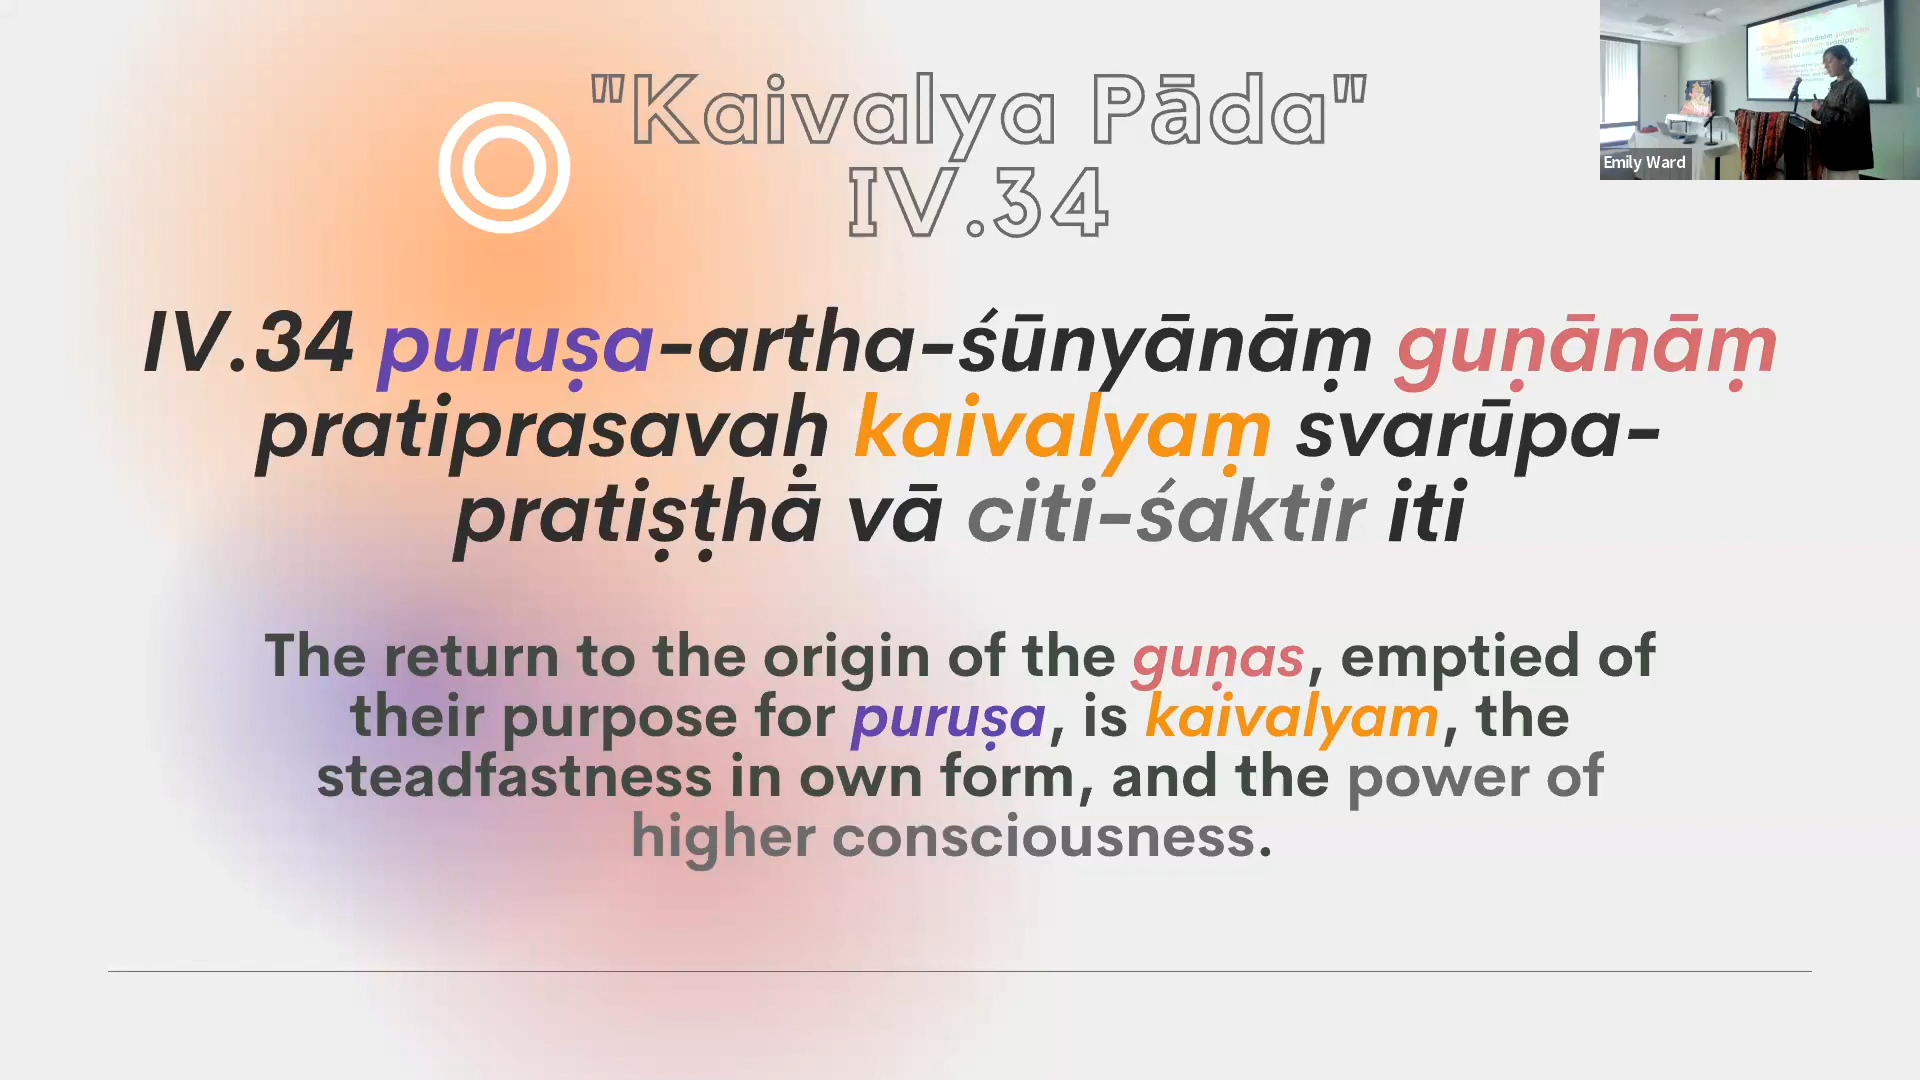 "Kaivalya Pāda"
IV.34
IV.34 puruṣa-artha-śūnyānāṃ guṇānāṃ
pratiprasavaḥ kaivalyaṃ svarūpa-
pratiṣṭhā vā citi-śaktir iti
The return to the origin of the guṇas, emptied of
their purpose for puruṣa, is kaivalyam, the
steadfastness in own form, and the power of
higher consciousness.
Emily Ward